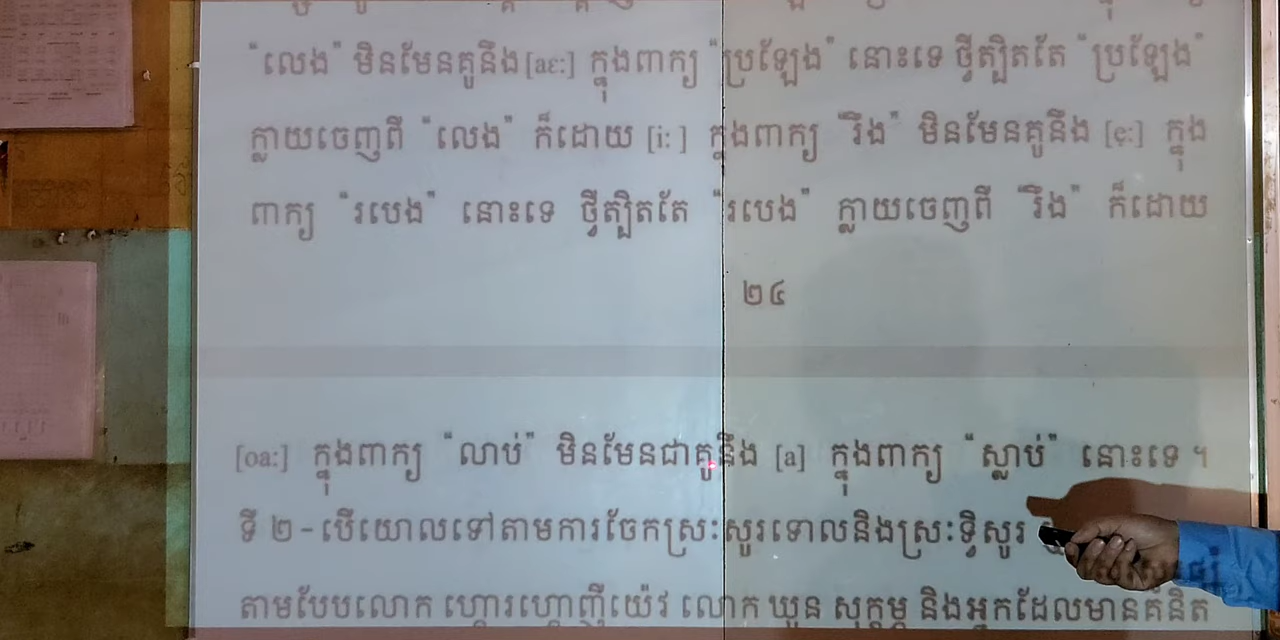 “លេង” មិនមែនគូនឹង[aɛ:] ក្នុងពាក្យ “ប្រឡែង” នោះទេ ថ្វីត្បិតតែ “ប្រឡែង”
ក្លាយចេញពី “លេង” ក៏ដោយ [i: ] ក្នុងពាក្យ “រីង” មិនមែនគូនឹង [e:] ក្នុង
ពាក្យ “របេង” នោះទេ ថ្វីត្បិតតែ “របេង” ក្លាយចេញពី “រីង” ក៏ដោយ
២៤
[oa:] ក្នុងពាក្យ “លាប់” មិនមែនជាគូនឹង [a] ក្នុងពាក្យ “ស្លាប់” នោះទេ ។
ទី ២ – បើយោលទៅតាមការចែកស្រៈសូរទោលនិងស្រៈទ្វិសូរ
តាមបែបលោក ហ្គោរហ្គោញីយ៉េវ លោក ឃួន សុក្តម្ភ និងអ្នកដែលមានគំនិត